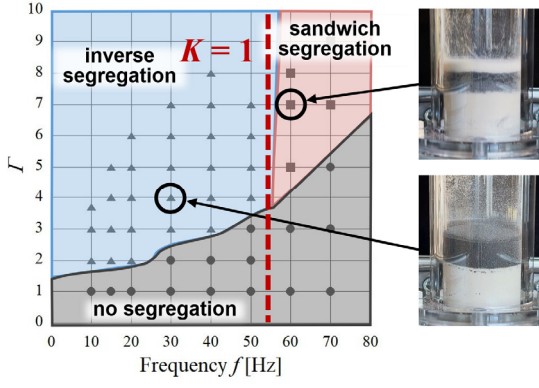 10
9
8
7
6
5
4
3
2
1
0
Γ
inverse
segregation
K = 1
sandwich
segregation
no segregation
0 10 20 30 40 50 60 70 80
Frequency f [Hz]